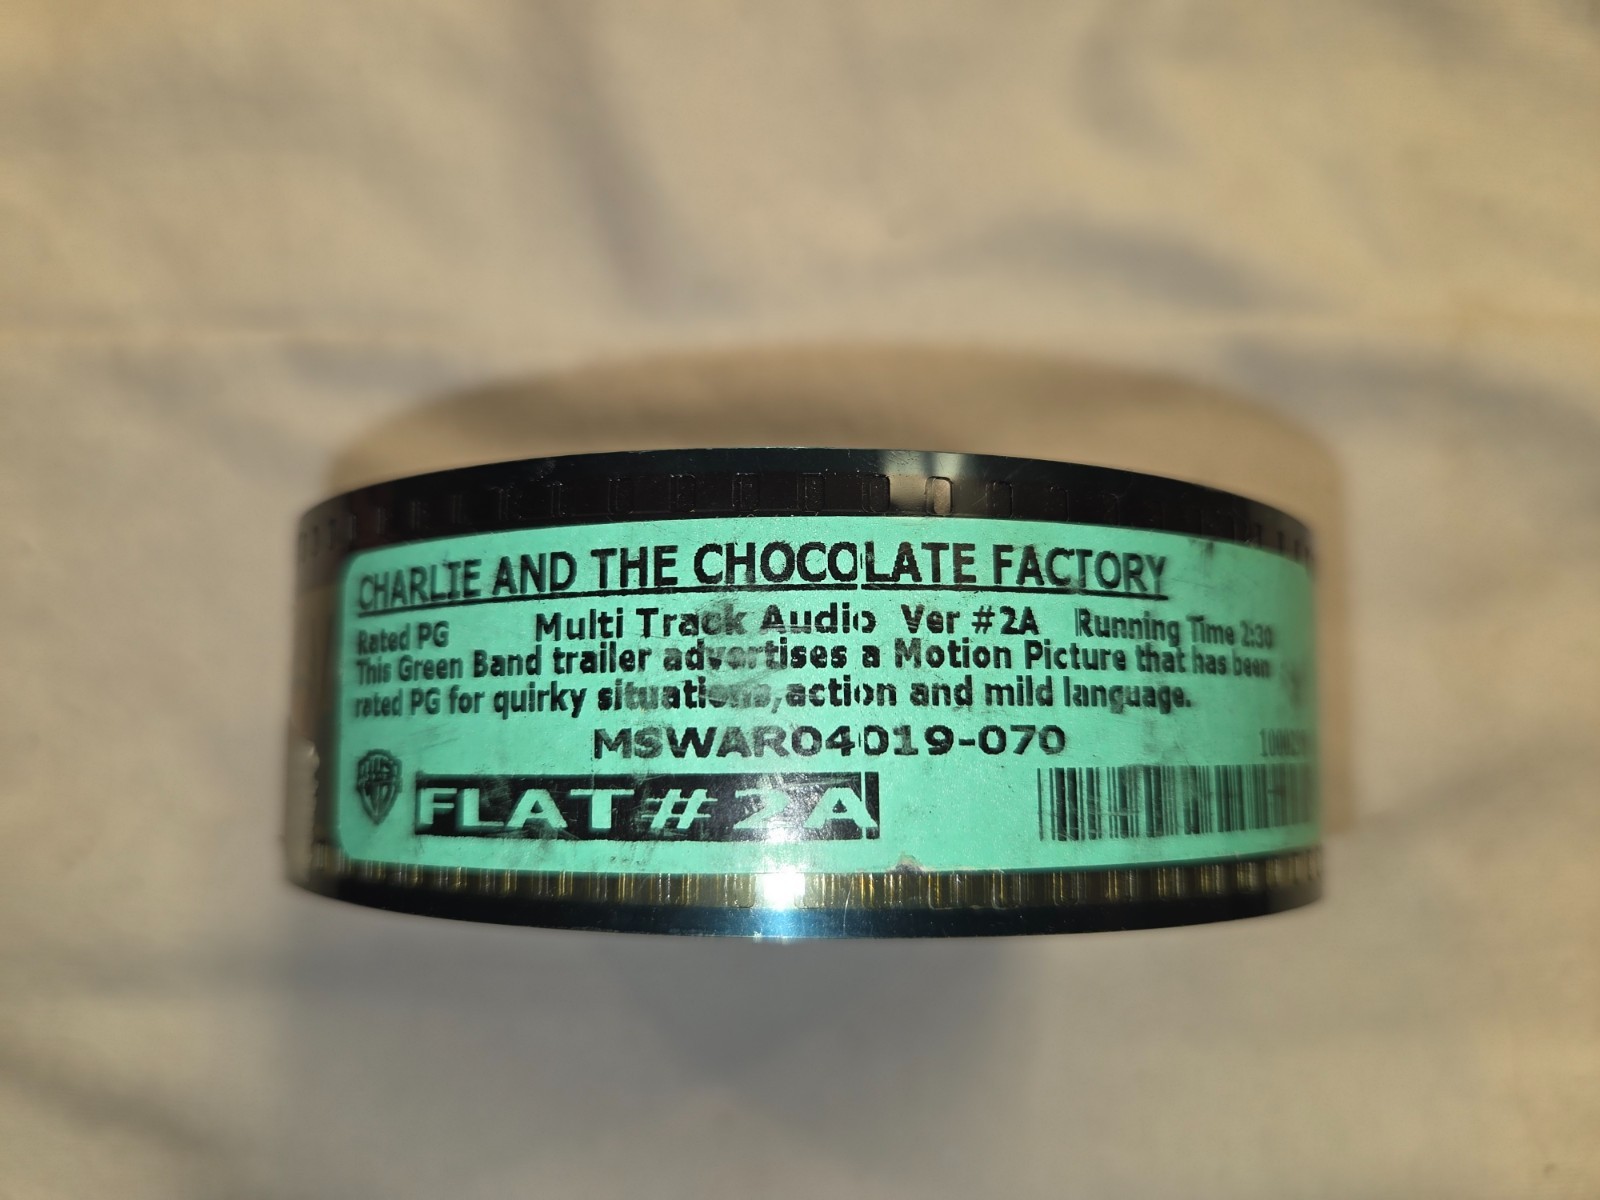 CHARLIE AND THE CHOCOLATE FACTORY
Rated PG Multi Track Audio Ver #2A Running Time 2:30
This Green Band trailer advertises a Motion Picture that has been
rated PG for quirky situations, action and mild language.
MSWAR04019-070
FLAT# 2A